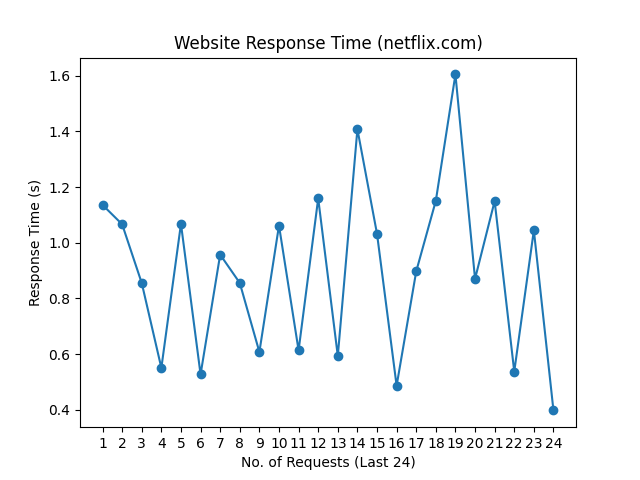 Website Response Time (netflix.com)
1.6
1.4
1.2
1.0
0.8
0.6
0.4
Response Time (s)
1 2 3 4 5 6 7 8 9 10 11 12 13 14 15 16 17 18 19 20 21 22 23 24
No. of Requests (Last 24)